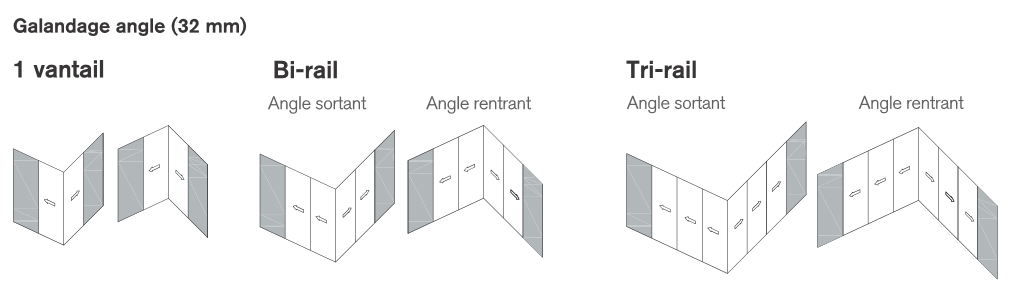 Galandage angle (32 mm)
1 vantail
Bi-rail
Tri-rail
Angle sortant
Angle rentrant
Angle sortant
Angle rentrant